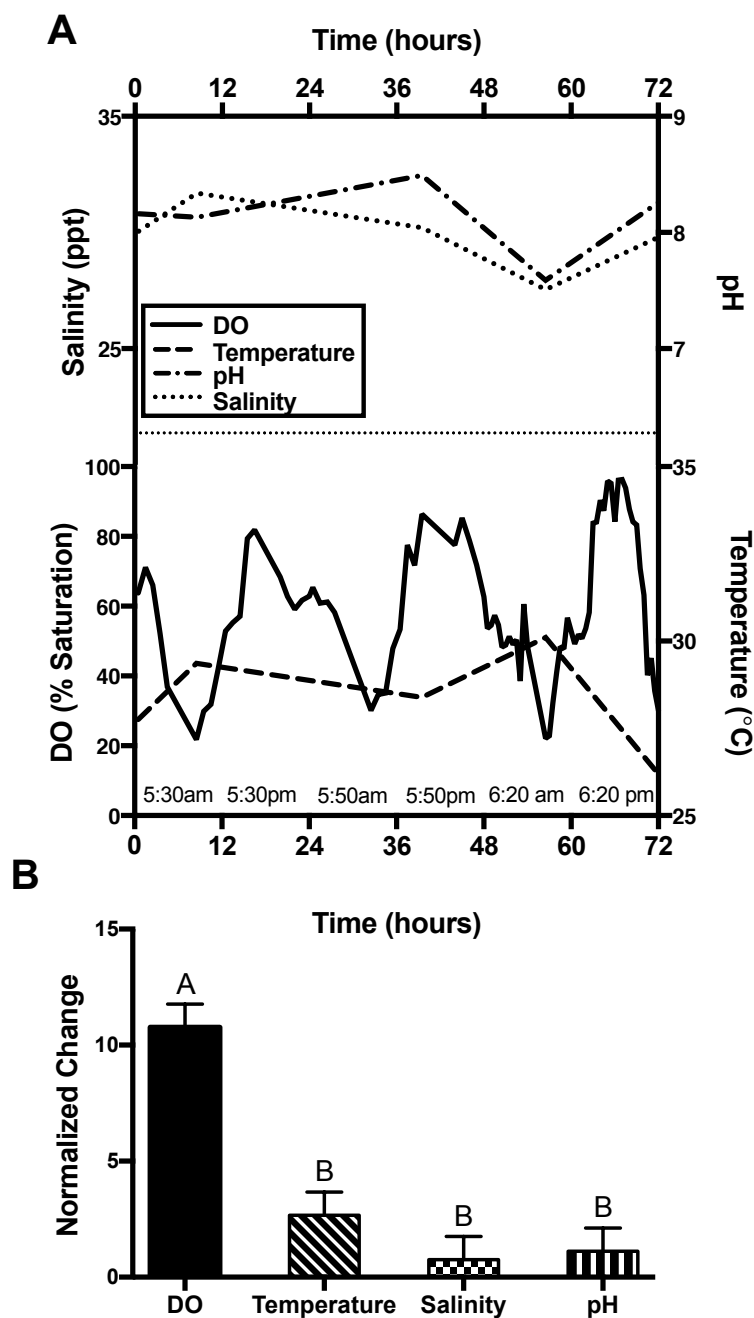 A
Time (hours)
0 12 24 36 48 60 72
35 9
Salinity (ppt)
8
pH
25 7
DO
Temperature
pH
Salinity
100 35
80
DO (% Saturation)
60
30
Temperature (°C)
40
20
5:30am 5:30pm 5:50am 5:50pm 6:20 am 6:20 pm
0 25
0 12 24 36 48 60 72
B
Time (hours)
15
Normalized Change
A
10
5
B B B
0
DO Temperature Salinity pH